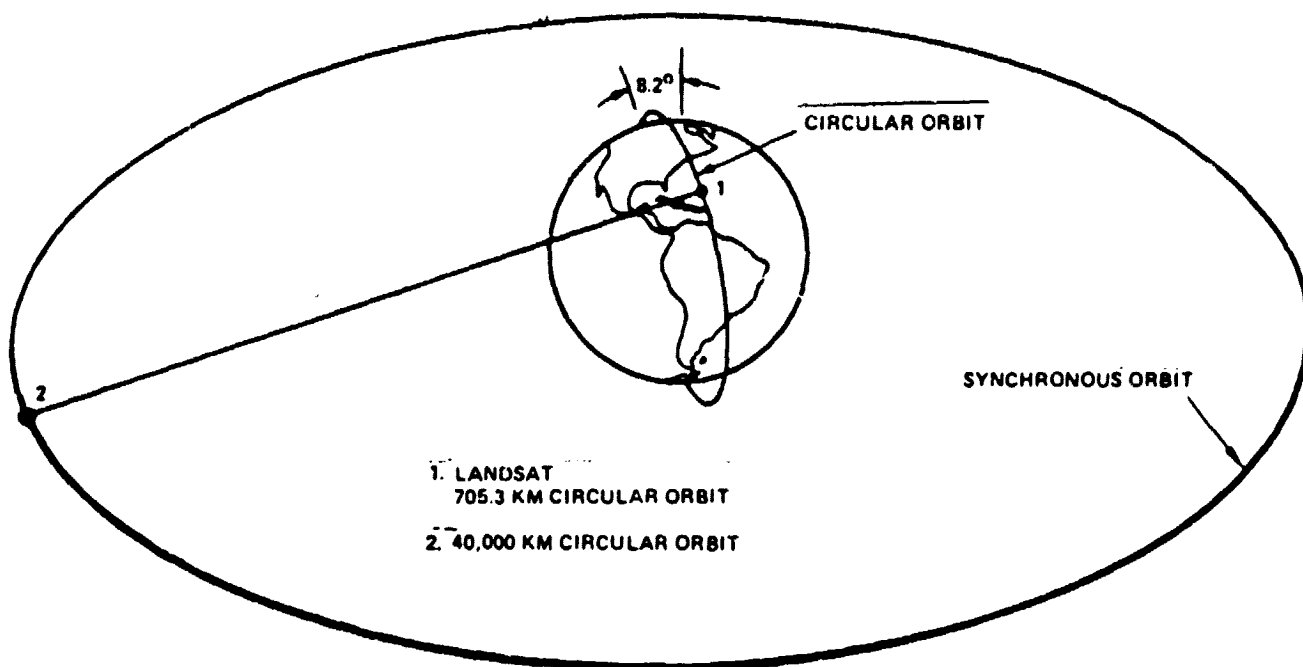 8.2°
CIRCULAR ORBIT
1
2
SYNCHRONOUS ORBIT
1. LANDSAT
705.3 KM CIRCULAR ORBIT
2. 40,000 KM CIRCULAR ORBIT